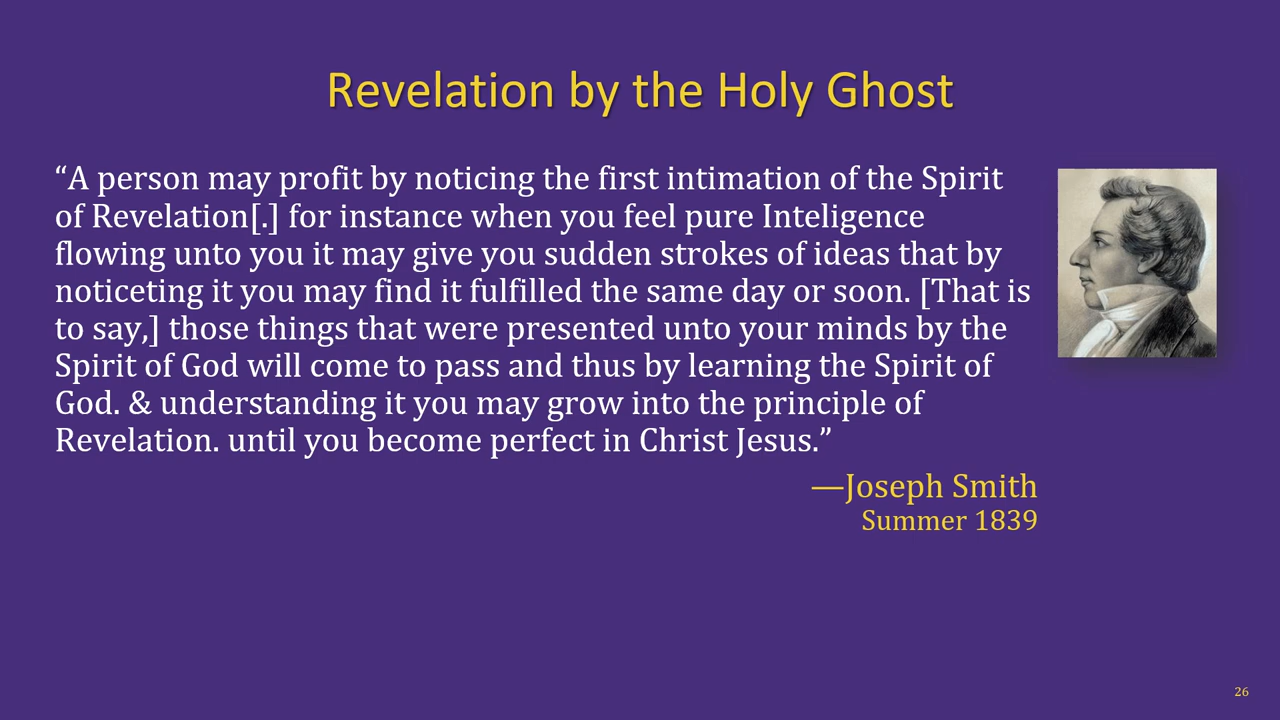 Revelation by the Holy Ghost
“A person may profit by noticing the first intimation of the Spirit
of Revelation[.] for instance when you feel pure Inteligence
flowing unto you it may give you sudden strokes of ideas that by
noticeting it you may find it fulfilled the same day or soon. [That is
to say,] those things that were presented unto your minds by the
Spirit of God will come to pass and thus by learning the Spirit of
God. & understanding it you may grow into the principle of
Revelation. until you become perfect in Christ Jesus.”
—Joseph Smith
Summer 1839
26